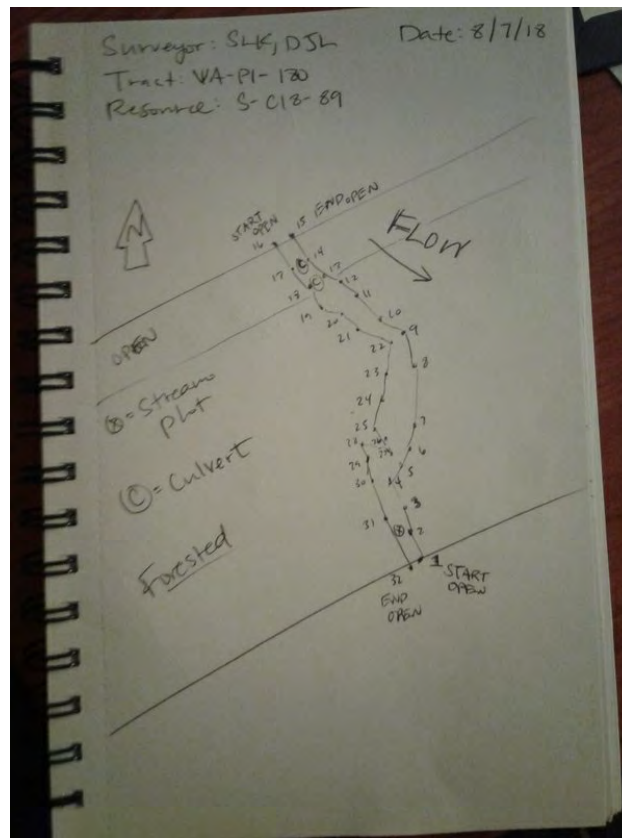 Surveyor: SLK, DJL
Date: 8/7/18
Tract: VA-PI-130
Resource: S-C18-89
N
START
OPEN
16
15
END OPEN
FLOW
14
17
13
12
18
11
19
20
10
21
9
22
8
OPEN
23
24
⊗ = Stream
plot
25
7
6
29
5
30
4
3
© = Culvert
31
2
Forested
1
START
OPEN
32
END
OPEN